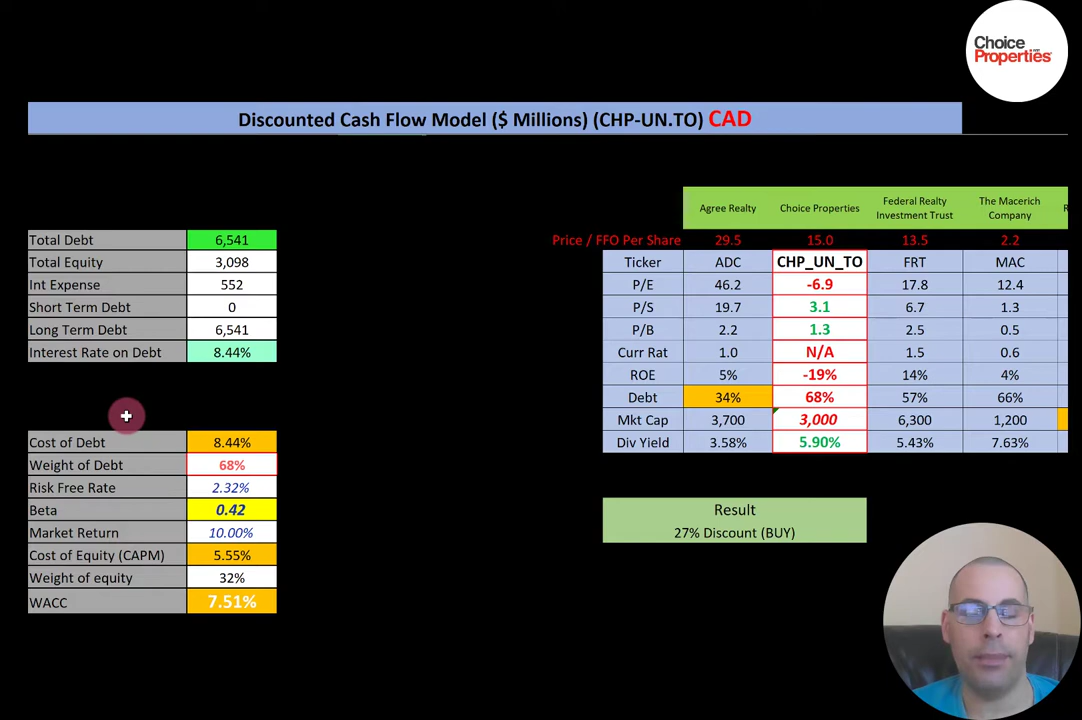 Choice
Properties
Discounted Cash Flow Model ($ Millions) (CHP-UN.TO) CAD
Agree Realty Choice Properties Federal Realty Investment Trust The Macerich Company
Price / FFO Per Share 29.5 15.0 13.5 2.2
Ticker ADC CHP_UN_TO FRT MAC
P/E 46.2 -6.9 17.8 12.4
P/S 19.7 3.1 6.7 1.3
P/B 2.2 1.3 2.5 0.5
Curr Rat 1.0 N/A 1.5 0.6
ROE 5% -19% 14% 4%
Debt 34% 68% 57% 66%
Mkt Cap 3,700 3,000 6,300 1,200
Div Yield 3.58% 5.90% 5.43% 7.63%
Total Debt 6,541
Total Equity 3,098
Int Expense 552
Short Term Debt 0
Long Term Debt 6,541
Interest Rate on Debt 8.44%
Cost of Debt 8.44%
Weight of Debt 68%
Risk Free Rate 2.32%
Beta 0.42
Market Return 10.00%
Cost of Equity (CAPM) 5.55%
Weight of equity 32%
WACC 7.51%
Result
27% Discount (BUY)